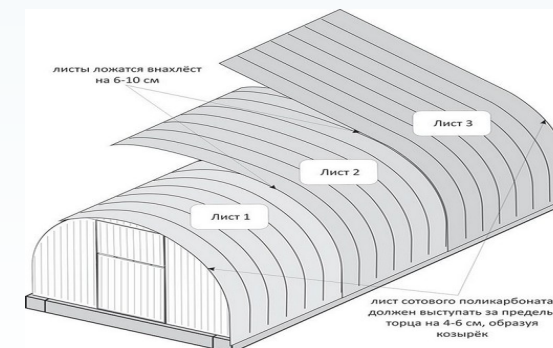 листы ложатся внахлёст
на 6-10 см
Лист 3
Лист 2
Лист 1
лист сотового поликарбоната
должен выступать за предель
торца на 4-6 см, образуя
козырёк